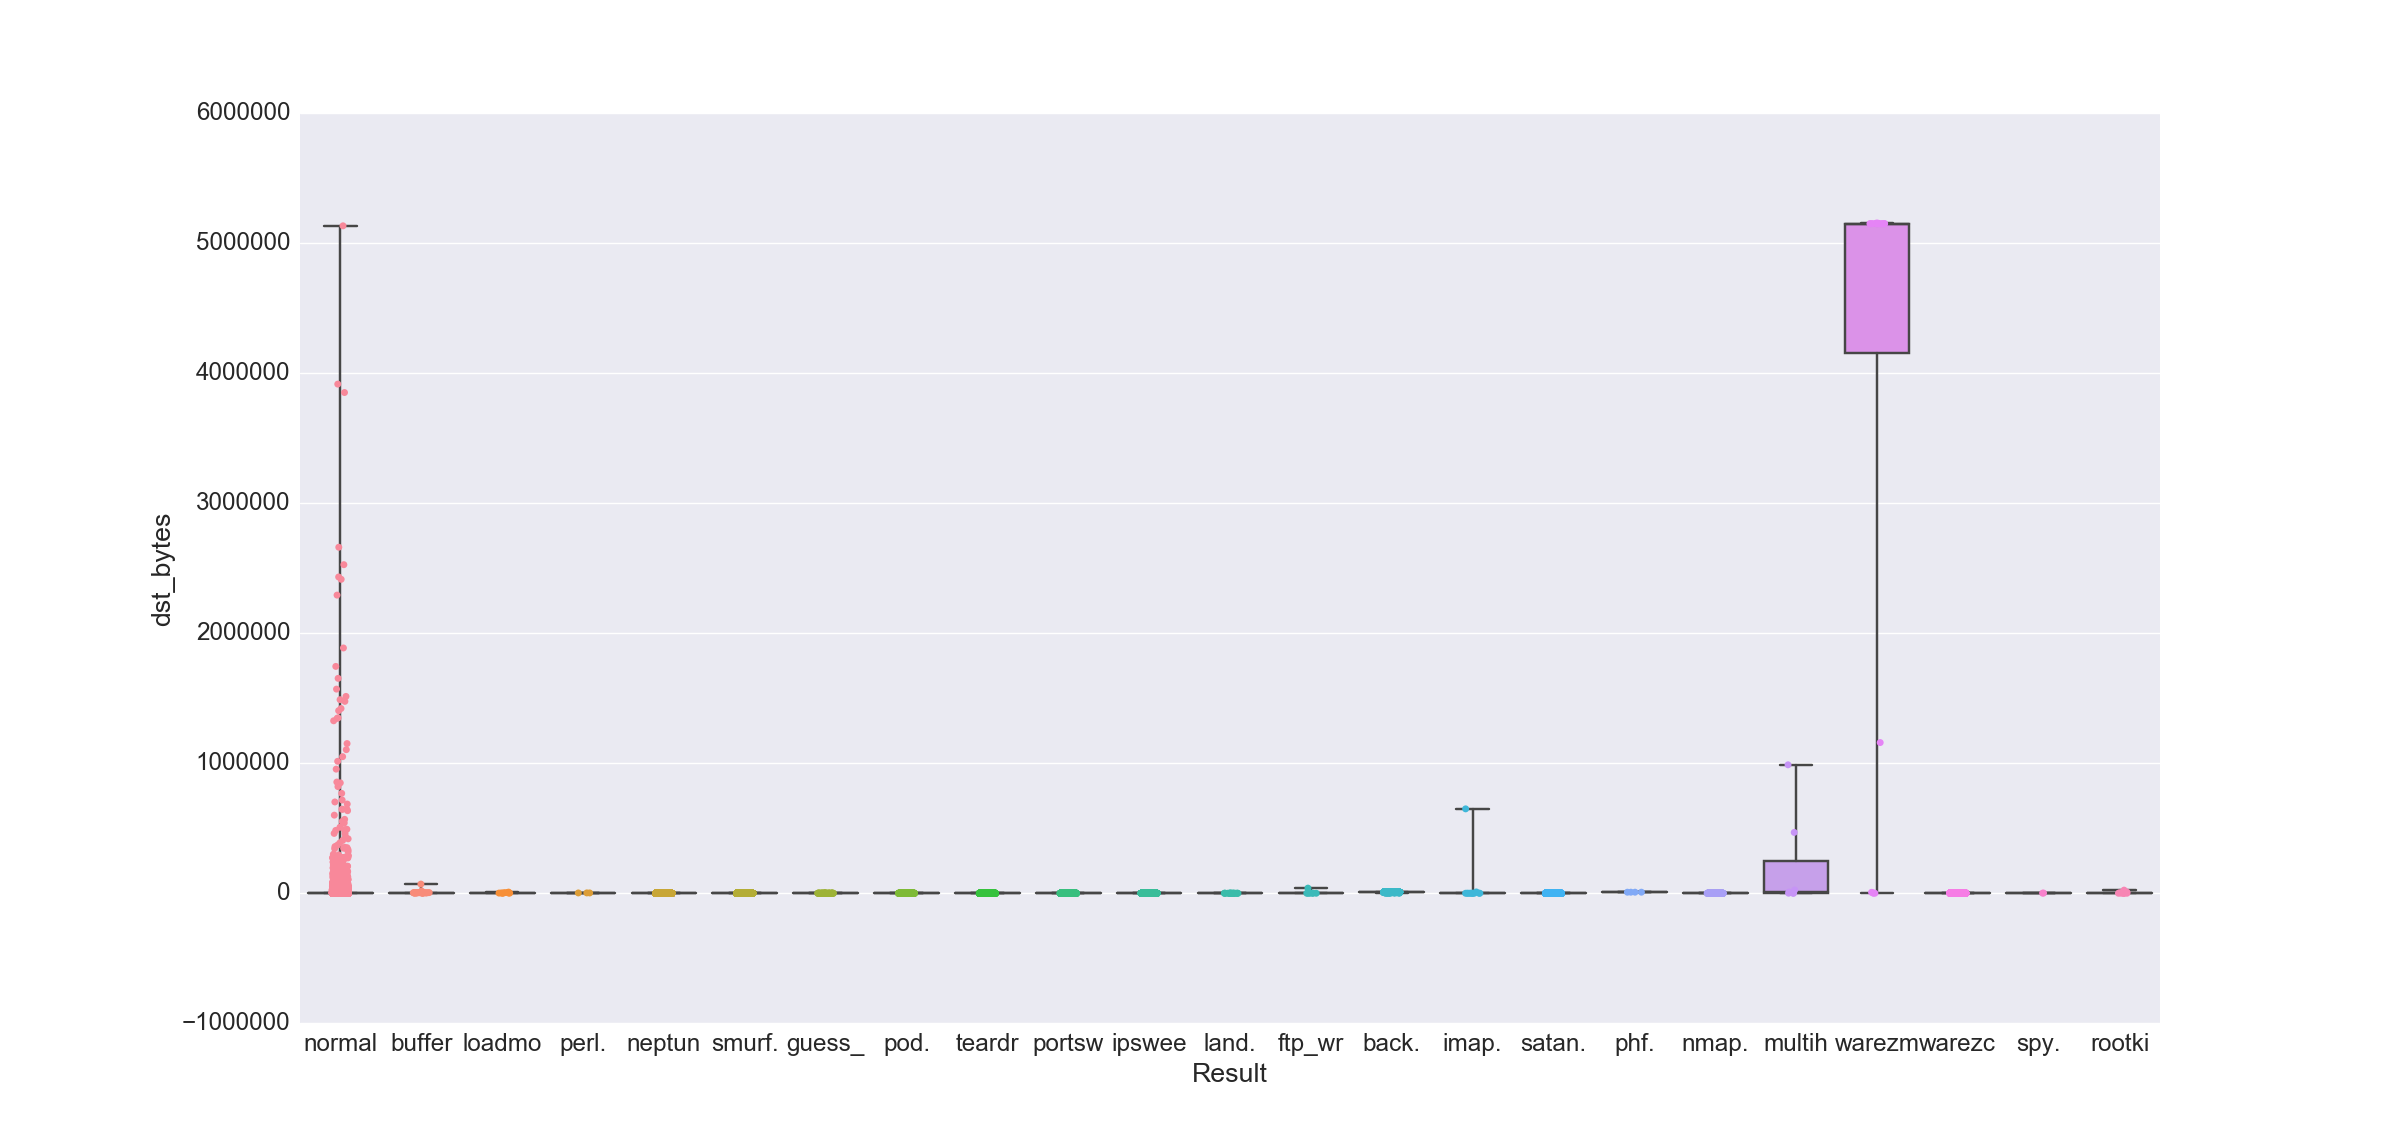 6000000
5000000
4000000
3000000
2000000
1000000
0
−1000000
dst_bytes
normal buffer loadmo perl. neptun smurf. guess_ pod. teardr portsw ipswee land. ftp_wr back. imap. satan. phf. nmap. multih warezm warezc spy. rootki
Result